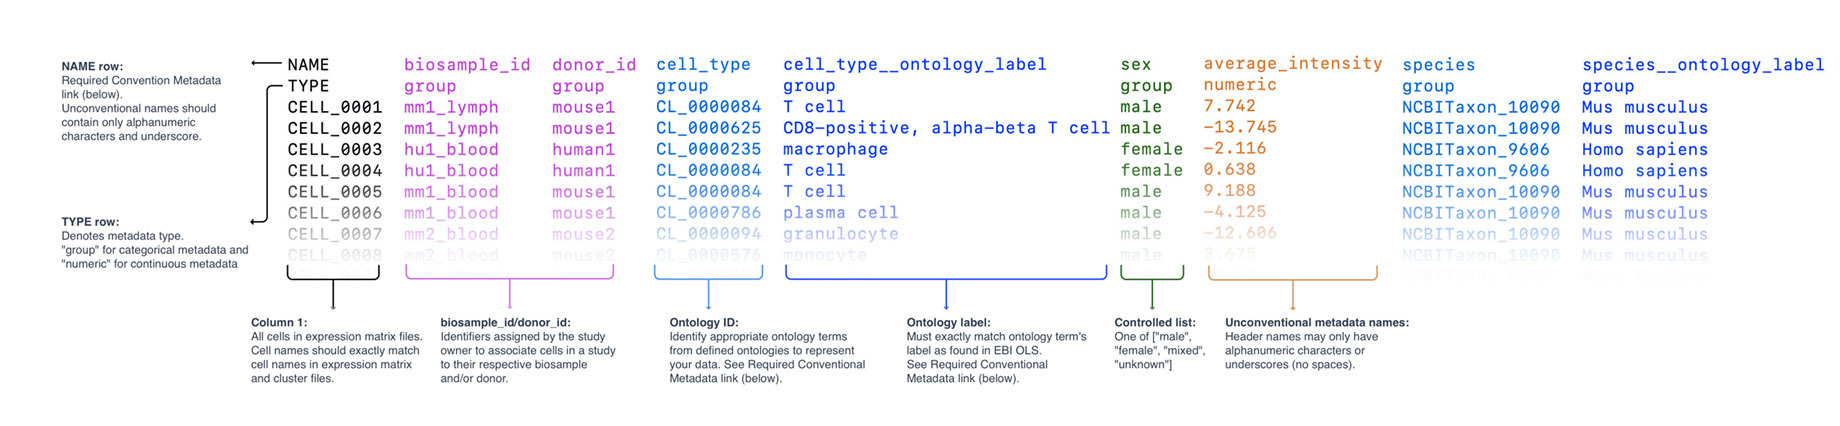 NAME row:
Required Convention Metadata
link (below).
Unconventional names should
contain only alphanumeric
characters and underscore.
TYPE row:
Denotes metadata type.
"group" for categorical metadata and
"numeric" for continuous metadata
NAME biosample_id donor_id cell_type cell_type__ontology_label sex average_intensity species species__ontology_label
TYPE group group group group group numeric group group
CELL_0001 mm1_lymph mouse1 CL_0000084 T cell male 7.742 NCBITaxon_10090 Mus musculus
CELL_0002 mm1_lymph mouse1 CL_0000625 CD8-positive, alpha-beta T cell male -13.745 NCBITaxon_10090 Mus musculus
CELL_0003 hu1_blood human1 CL_0000235 macrophage female -2.116 NCBITaxon_9606 Homo sapiens
CELL_0004 hu1_blood human1 CL_0000084 T cell female 0.638 NCBITaxon_9606 Homo sapiens
CELL_0005 mm1_blood mouse1 CL_0000084 T cell male 9.188 NCBITaxon_10090 Mus musculus
CELL_0006 mm1_blood mouse1 CL_0000786 plasma cell male -4.125 NCBITaxon_10090 Mus musculus
CELL_0007 mm2_blood mouse2 CL_0000094 granulocyte male -12.606 NCBITaxon_10090 Mus musculus
CELL_0008 mm2_blood mouse2 CL_0000576 monocyte male 3.675 NCBITaxon_10090 Mus musculus
Column 1:
All cells in expression matrix files.
Cell names should exactly match
cell names in expression matrix
and cluster files.
biosample_id/donor_id:
Identifiers assigned by the study
owner to associate cells in a study
to their respective biosample
and/or donor.
Ontology ID:
Identify appropriate ontology terms
from defined ontologies to represent
your data. See Required Conventional
Metadata link (below).
Ontology label:
Must exactly match ontology term's
label as found in EBI OLS.
See Required Conventional
Metadata link (below).
Controlled list:
One of ["male",
"female", "mixed",
"unknown"]
Unconventional metadata names:
Header names may only have
alphanumeric characters or
underscores (no spaces).